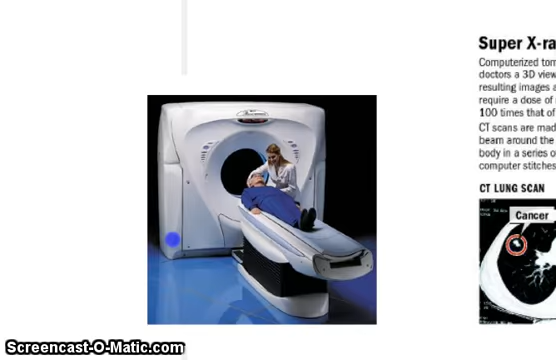 Super X-ra
Computerized tom
doctors a 3D view
resulting images a
require a dose of
100 times that of
CT scans are mad
beam around the
body in a series o
computer stitches
CT LUNG SCAN
Cancer
Screencast-O-Matic.com